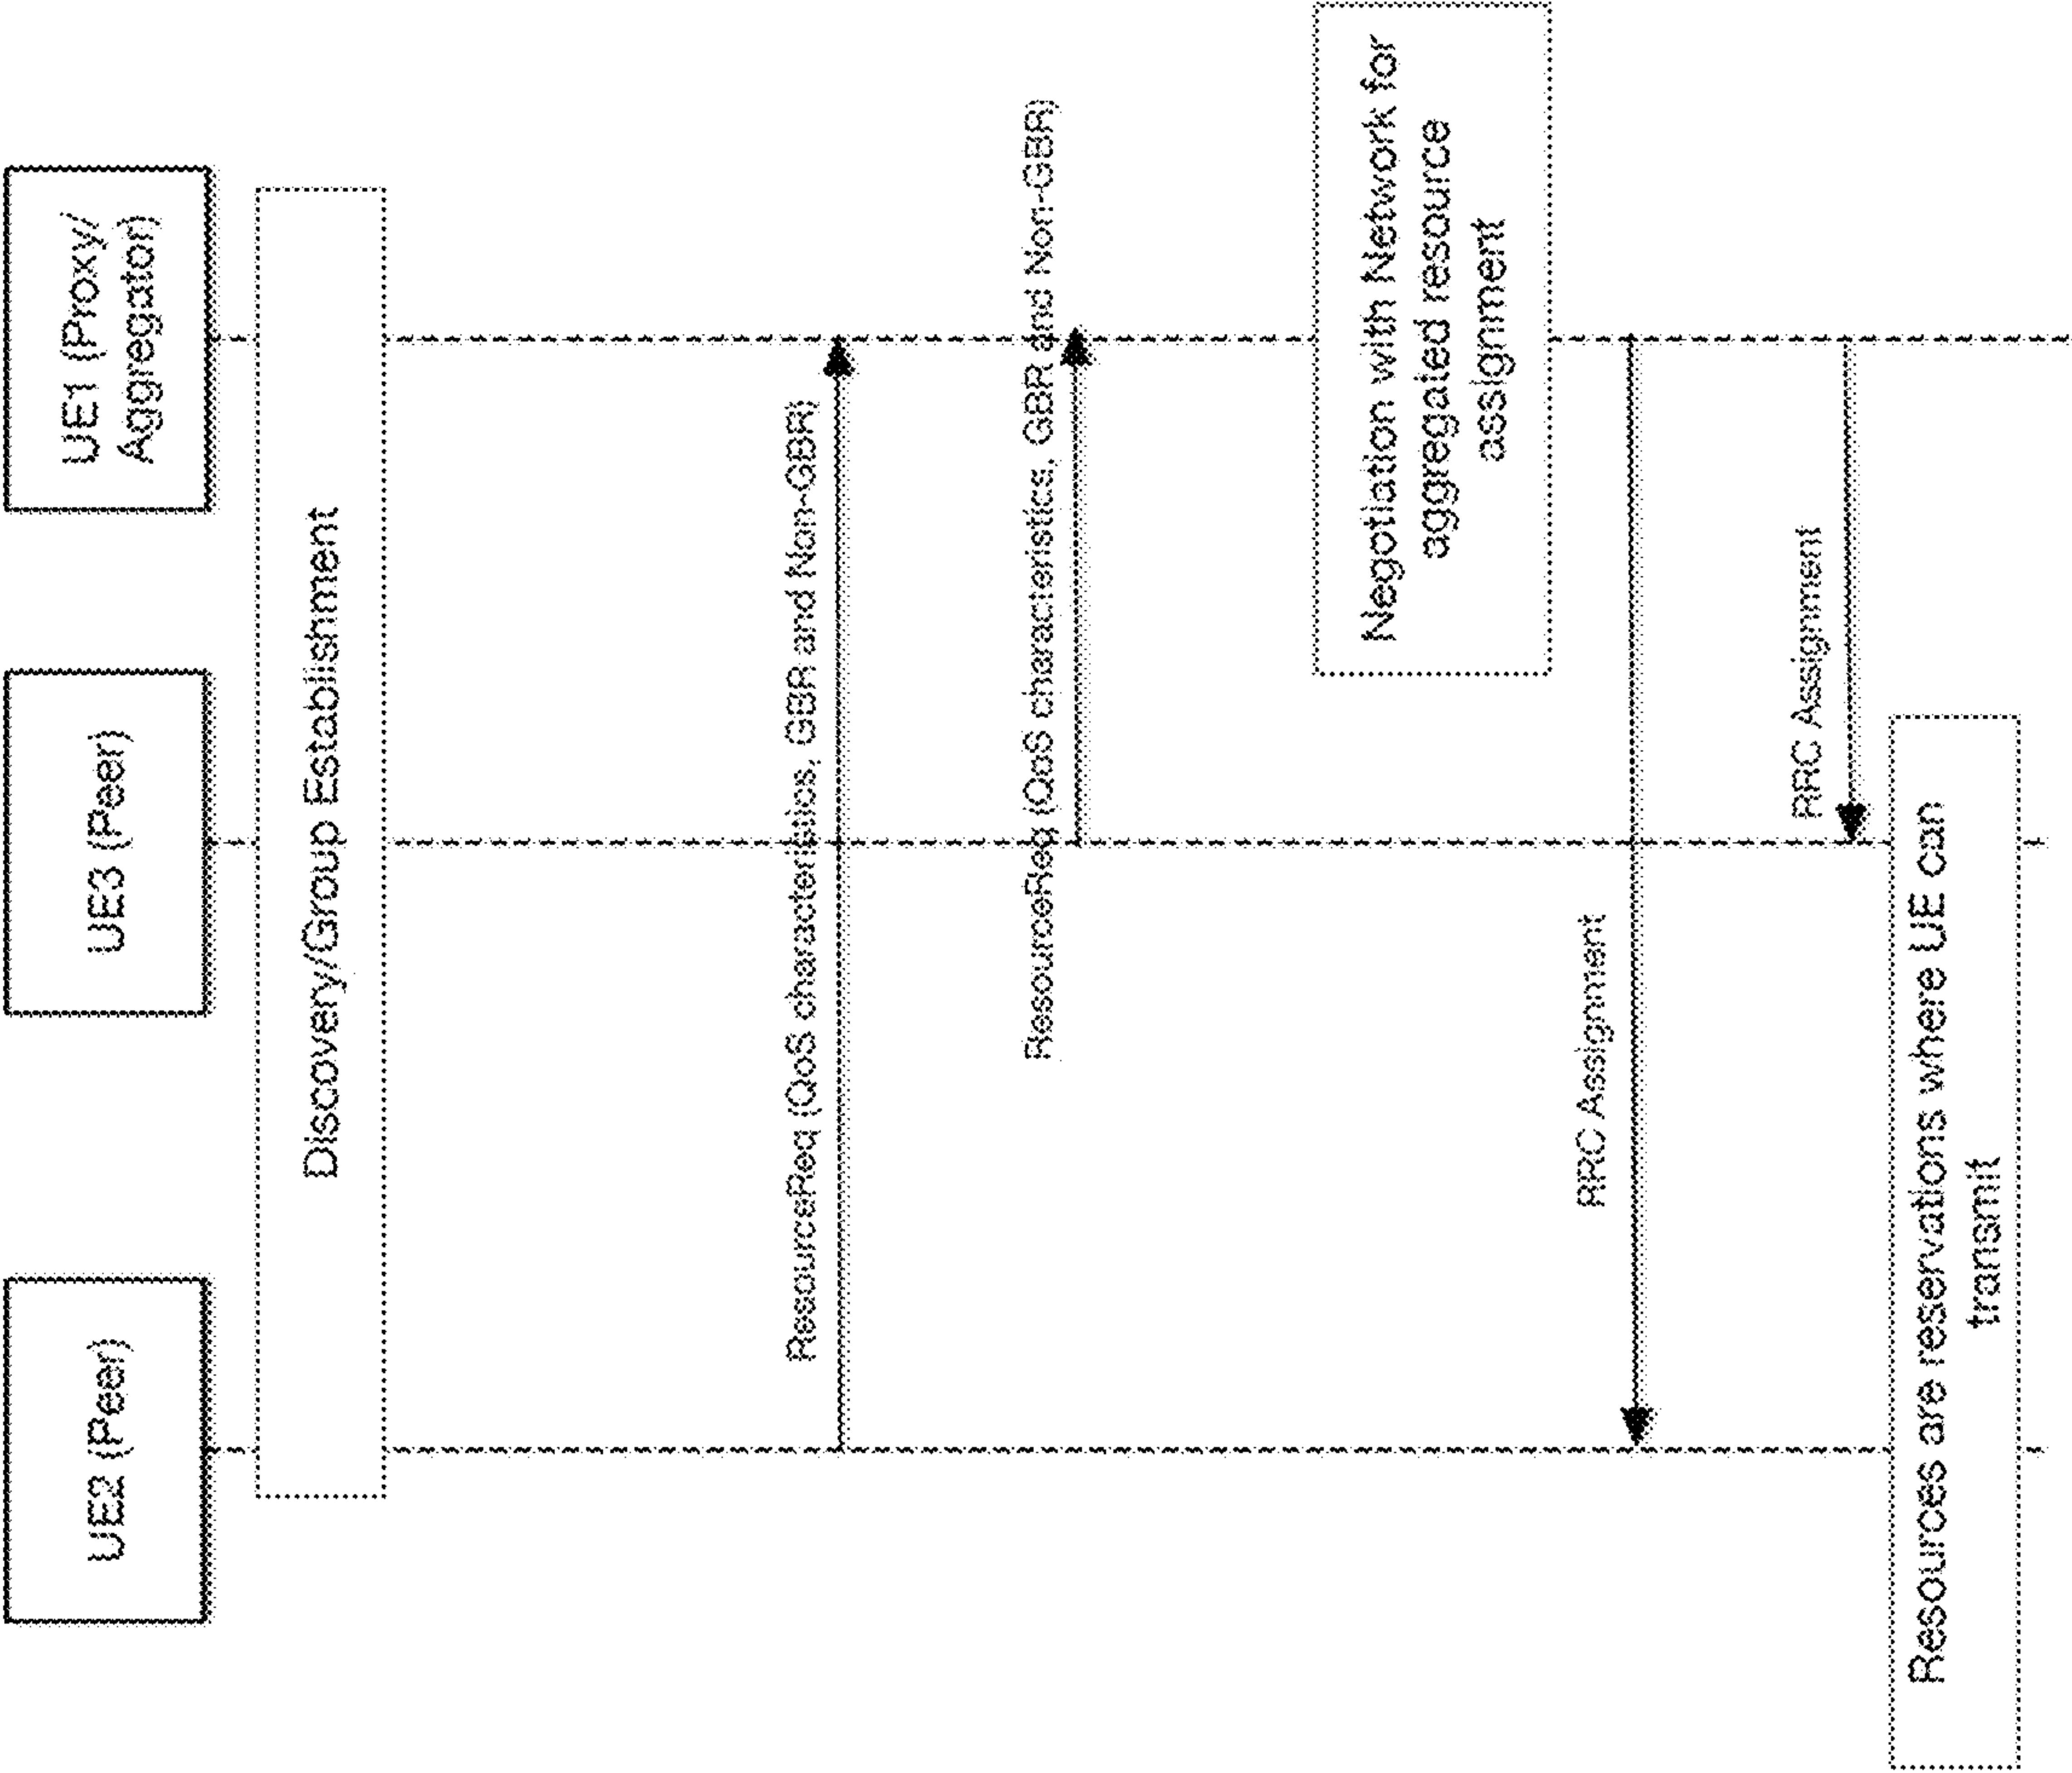 UE2 (Peer)
UE3 (Peer)
UE1 (Proxy/
Aggregator)
Discovery/Group Establishment
ResourceReq (QoS characteristics, GBR and Non-GBR)
ResourceReq (QoS characteristics, GBR and Non-GBR)
Negotiation with Network for
aggregated resource
assignment
RRC Assignment
RRC Assignment
Resources are reservations where UE can
transmit